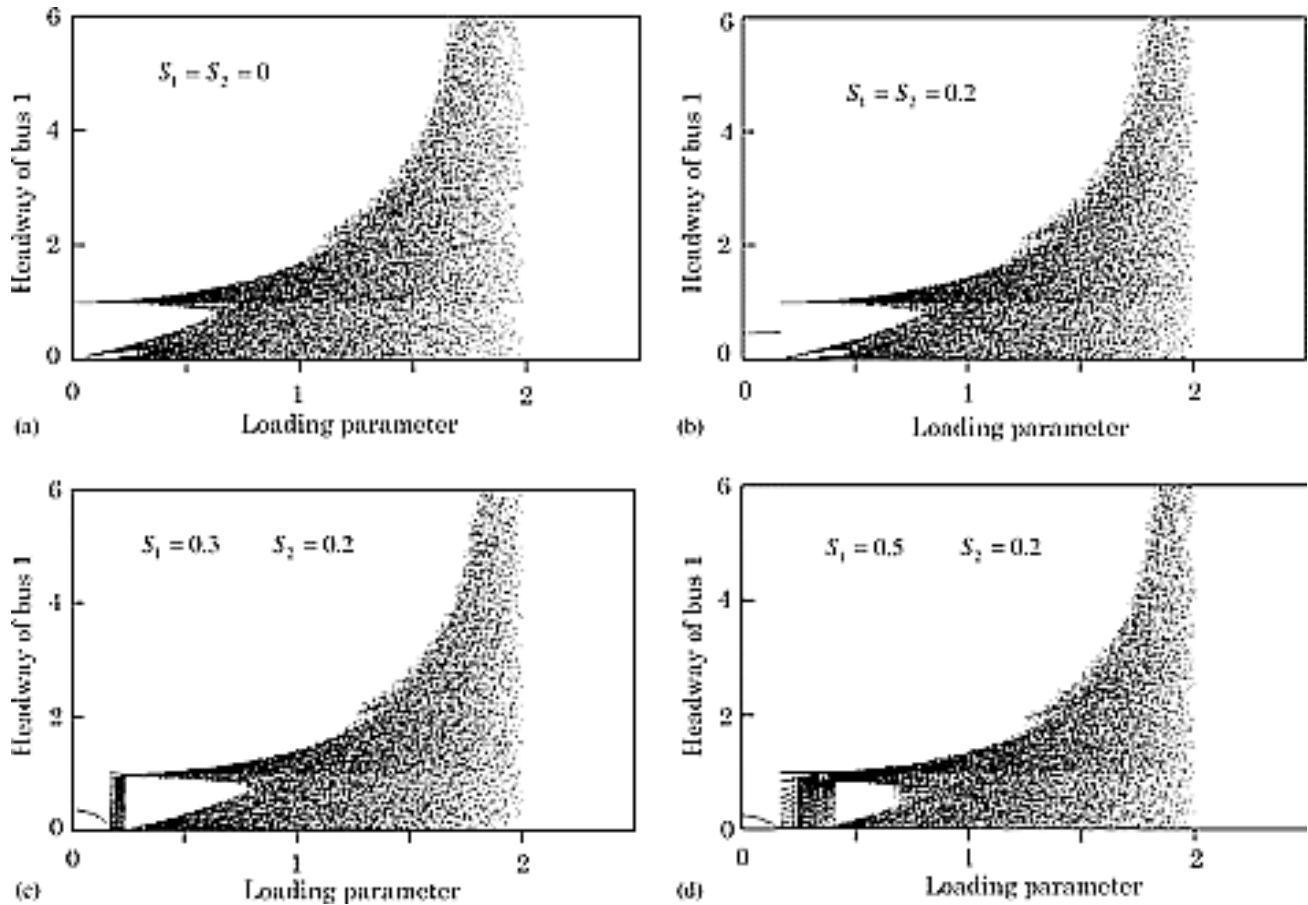 6
4
2
0
Headway of bus 1
S₁ = S₂ = 0
0 1 2
(a) Loading parameter
6
4
2
0
Headway of bus 1
S₁ = S₂ = 0.2
0 1 2
(b) Loading parameter
6
4
2
0
Headway of bus 1
S₁ = 0.3 S₂ = 0.2
0 1 2
(c) Loading parameter
6
4
2
0
Headway of bus 1
S₁ = 0.5 S₂ = 0.2
0 1 2
(d) Loading parameter